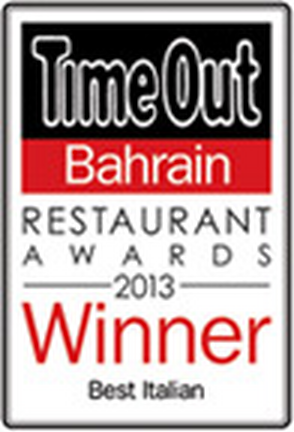 Time Out
Bahrain
RESTAURANT
AWARDS
2013
Winner
Best Italian